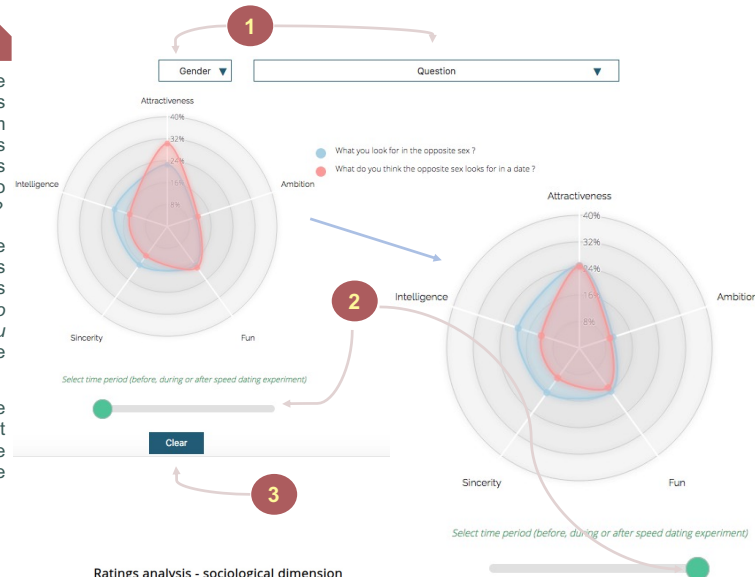 1
Gender ▼
Question ▼
Attractiveness
40%
32%
24%
16%
8%
Intelligence
Ambition
Sincerity
Fun
What you look for in the opposite sex ?
What do you think the opposite sex looks for in a date ?
Select time period (before, during or after speed dating experiment)
Clear
2
3
Attractiveness
40%
32%
24%
16%
8%
Intelligence
Ambition
Sincerity
Fun
Select time period (before, during or after speed dating experiment)
Ratings analysis - sociological dimension